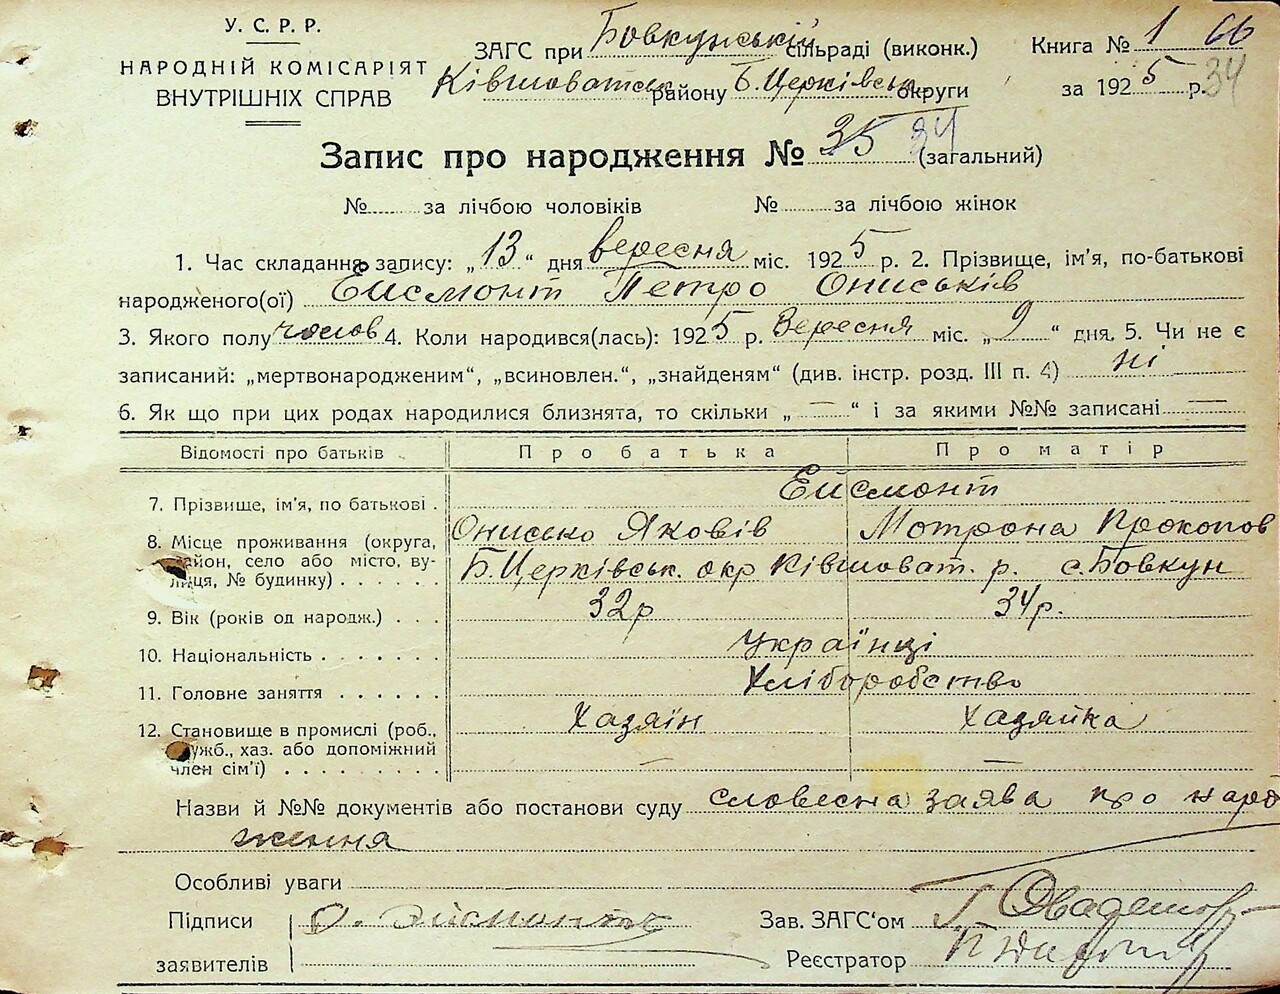 У. С. Р. Р.
НАРОДНІЙ КОМІСАРІЯТ
ВНУТРІШНІХ СПРАВ
ЗАГС при Бовкунській сільраді (виконк.)
Ківшоватськ району Б. Церківськ округи
Книга № 1 66
за 1925 р. 34
Запис про народження № 35 34 (загальний)
№ за лічбою чоловіків № за лічбою жінок
1. Час складання запису: „13“ дня вересня міс. 1925 р. 2. Прізвище, ім'я, по-батькові
народженого(ої) Ейсмонт Петро Ониськів
3. Якого полу чолов 4. Коли народився(лась): 1925 р. Вересня міс. „9“ дня. 5. Чи не є
записаний: „мертвонародженим“, „всиновлен.“, „знайденям“ (див. інстр. розд. III п. 4) ні
6. Як що при цих родах народилися близнята, то скільки „—“ і за якими №№ записані —
Відомості про батьків Про батька Про матір
7. Прізвище, ім'я, по батькові . Ейсмонт
Онисько Яковів Мотрона Прокопов
8. Місце проживання (округа,
район, село або місто, ву-
лиця, № будинку) . . . . . Б. Церківськ. окр Ківшоват. р. с. Бовкун
9. Вік (років од народж.) . . . 32р 34р.
10. Національність . . . . . . . Українці
11. Головне заняття . . . . . . Хліборобство
12. Становище в промислі (роб., Хазяїн Хазяйка
служб., хаз. або допоміжний
член сім'ї) . . . . . . . . . — —
Назви й №№ документів або постанови суду словесна заява про народ
ження
Особливі уваги
Підписи О. Эйсмонтъ Зав. ЗАГС'ом
заявителів Реєстратор